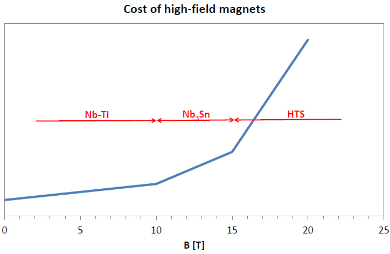 Cost of high-field magnets
Nb-Ti Nb₃Sn HTS
0 5 10 15 20 25
B [T]